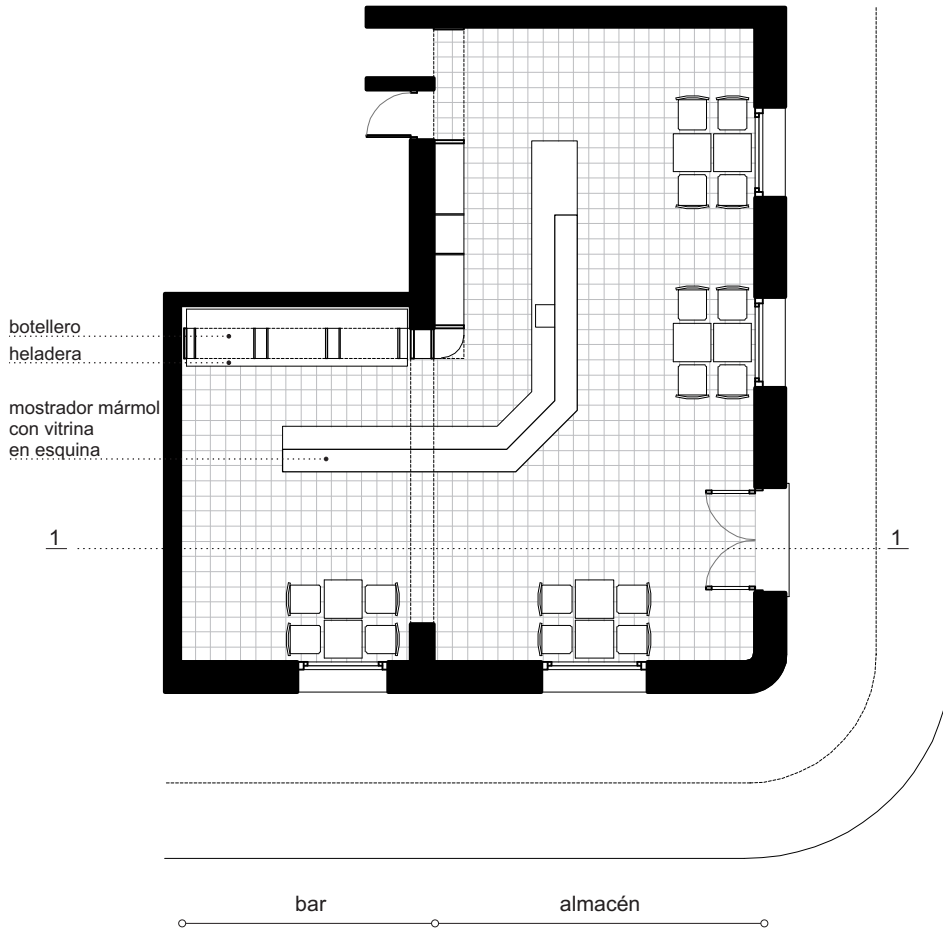 botellero
heladera
mostrador mármol
con vitrina
en esquina
1
1
bar
almacén